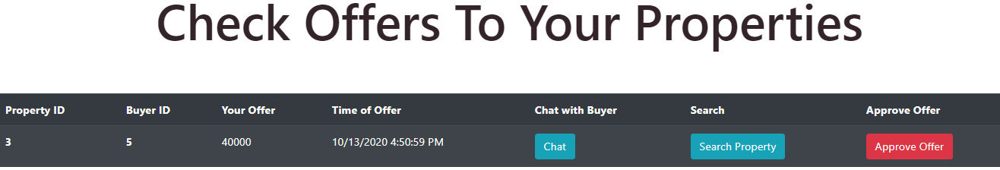 Check Offers To Your Properties
Property ID Buyer ID Your Offer Time of Offer Chat with Buyer Search Approve Offer
3 5 40000 10/13/2020 4:50:59 PM Chat Search Property Approve Offer